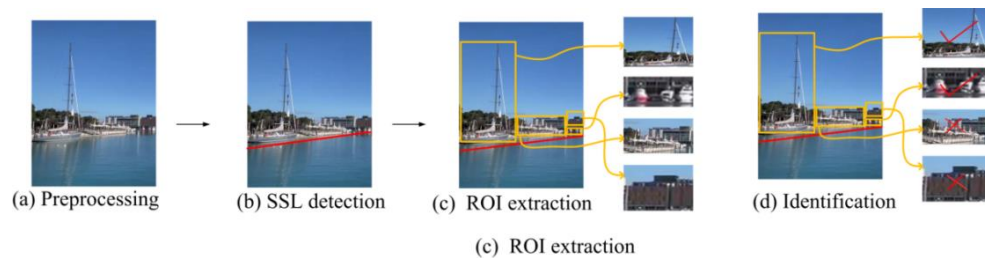 (a) Preprocessing
(b) SSL detection
(c) ROI extraction
(d) Identification
(c) ROI extraction